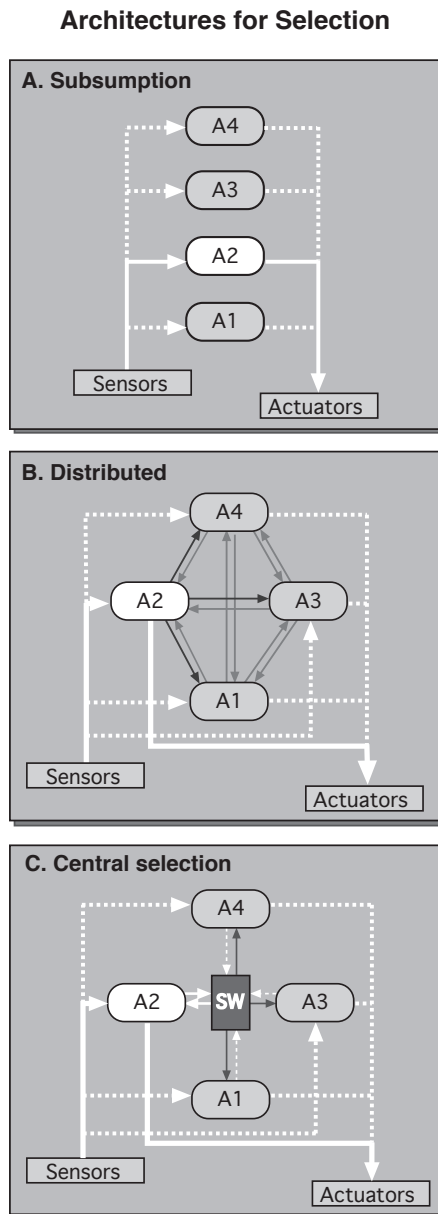 Architectures for Selection
A. Subsumption
A4
A3
A2
A1
Sensors
Actuators
B. Distributed
A4
A2
A3
A1
Sensors
Actuators
C. Central selection
A4
A2
SW
A3
A1
Sensors
Actuators